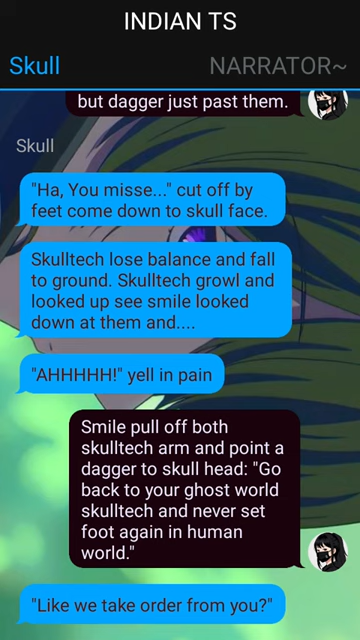 INDIAN TS
Skull
NARRATOR~
but dagger just past them.
Skull
"Ha, You misse..." cut off by
feet come down to skull face.
Skulltech lose balance and fall
to ground. Skulltech growl and
looked up see smile looked
down at them and....
"AHHHHH!" yell in pain
Smile pull off both
skulltech arm and point a
dagger to skull head: "Go
back to your ghost world
skulltech and never set
foot again in human
world."
"Like we take order from you?"